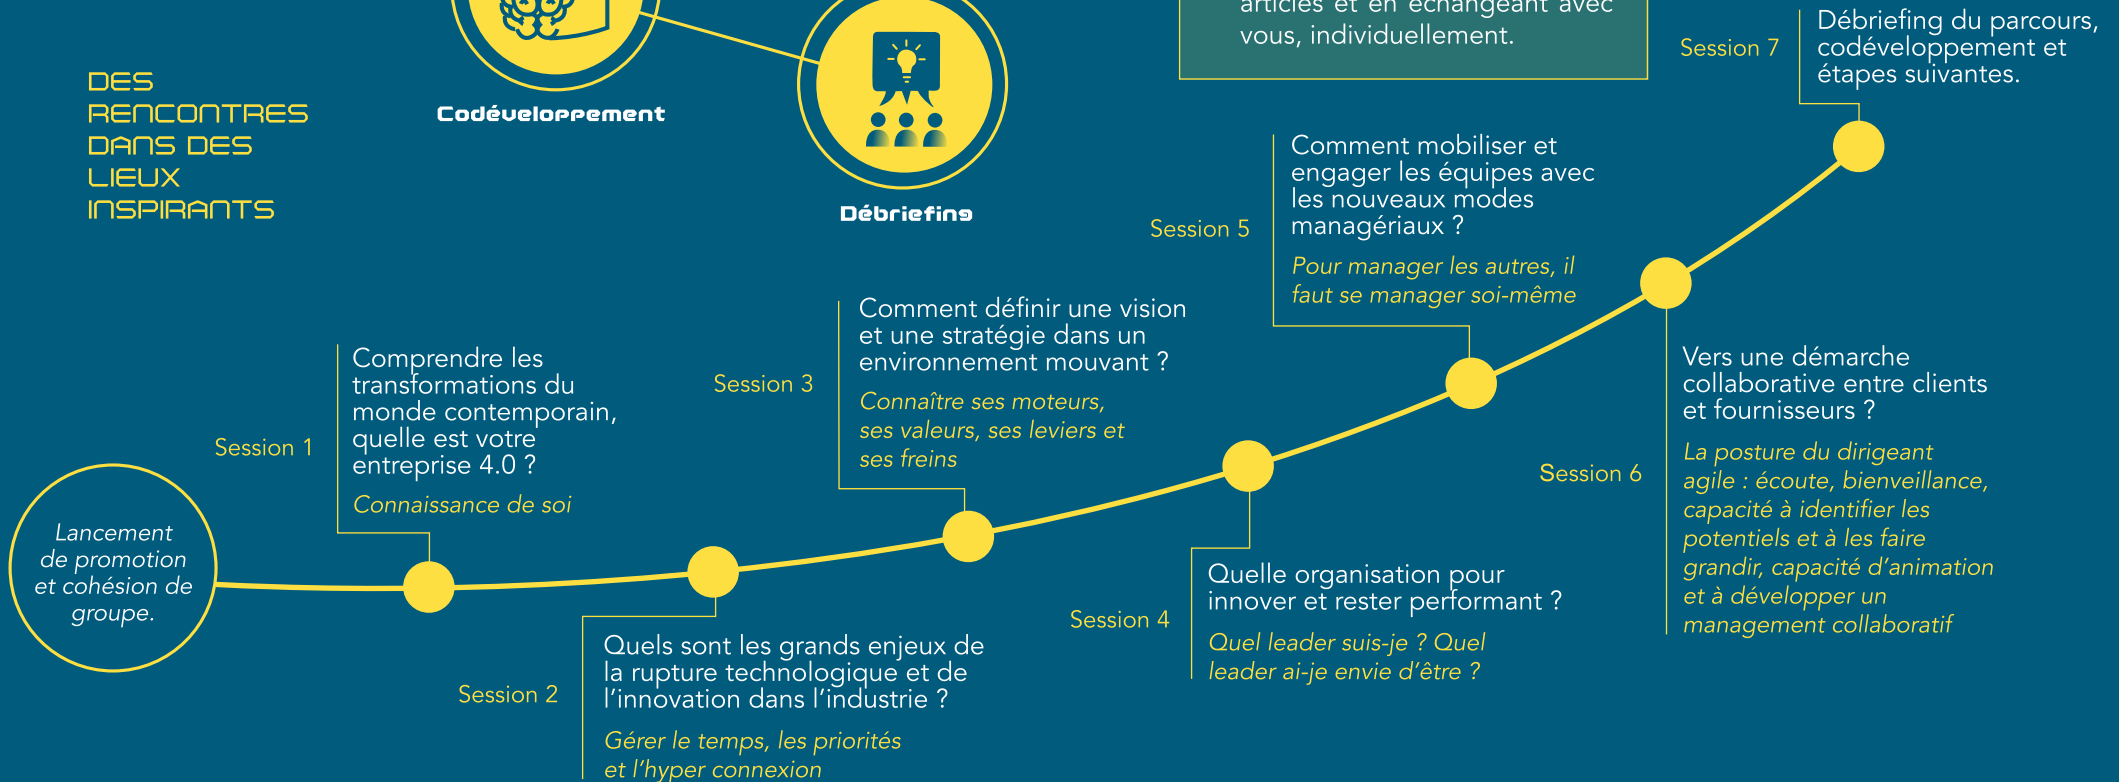 articles et en échangeant avec
vous, individuellement.
DES
RENCONTRES
DANS DES
LIEUX
INSPIRANTS
Codéveloppement
Débriefing
Lancement
de promotion
et cohésion de
groupe.
Session 1
Comprendre les
transformations du
monde contemporain,
quelle est votre
entreprise 4.0 ?
Connaissance de soi
Session 2
Quels sont les grands enjeux de
la rupture technologique et de
l’innovation dans l’industrie ?
Gérer le temps, les priorités
et l’hyper connexion
Session 3
Comment définir une vision
et une stratégie dans un
environnement mouvant ?
Connaître ses moteurs,
ses valeurs, ses leviers et
ses freins
Session 4
Quelle organisation pour
innover et rester performant ?
Quel leader suis-je ? Quel
leader ai-je envie d’être ?
Session 5
Comment mobiliser et
engager les équipes avec
les nouveaux modes
managériaux ?
Pour manager les autres, il
faut se manager soi-même
Session 6
Vers une démarche
collaborative entre clients
et fournisseurs ?
La posture du dirigeant
agile : écoute, bienveillance,
capacité à identifier les
potentiels et à les faire
grandir, capacité d’animation
et à développer un
management collaboratif
Session 7
Débriefing du parcours,
codéveloppement et
étapes suivantes.